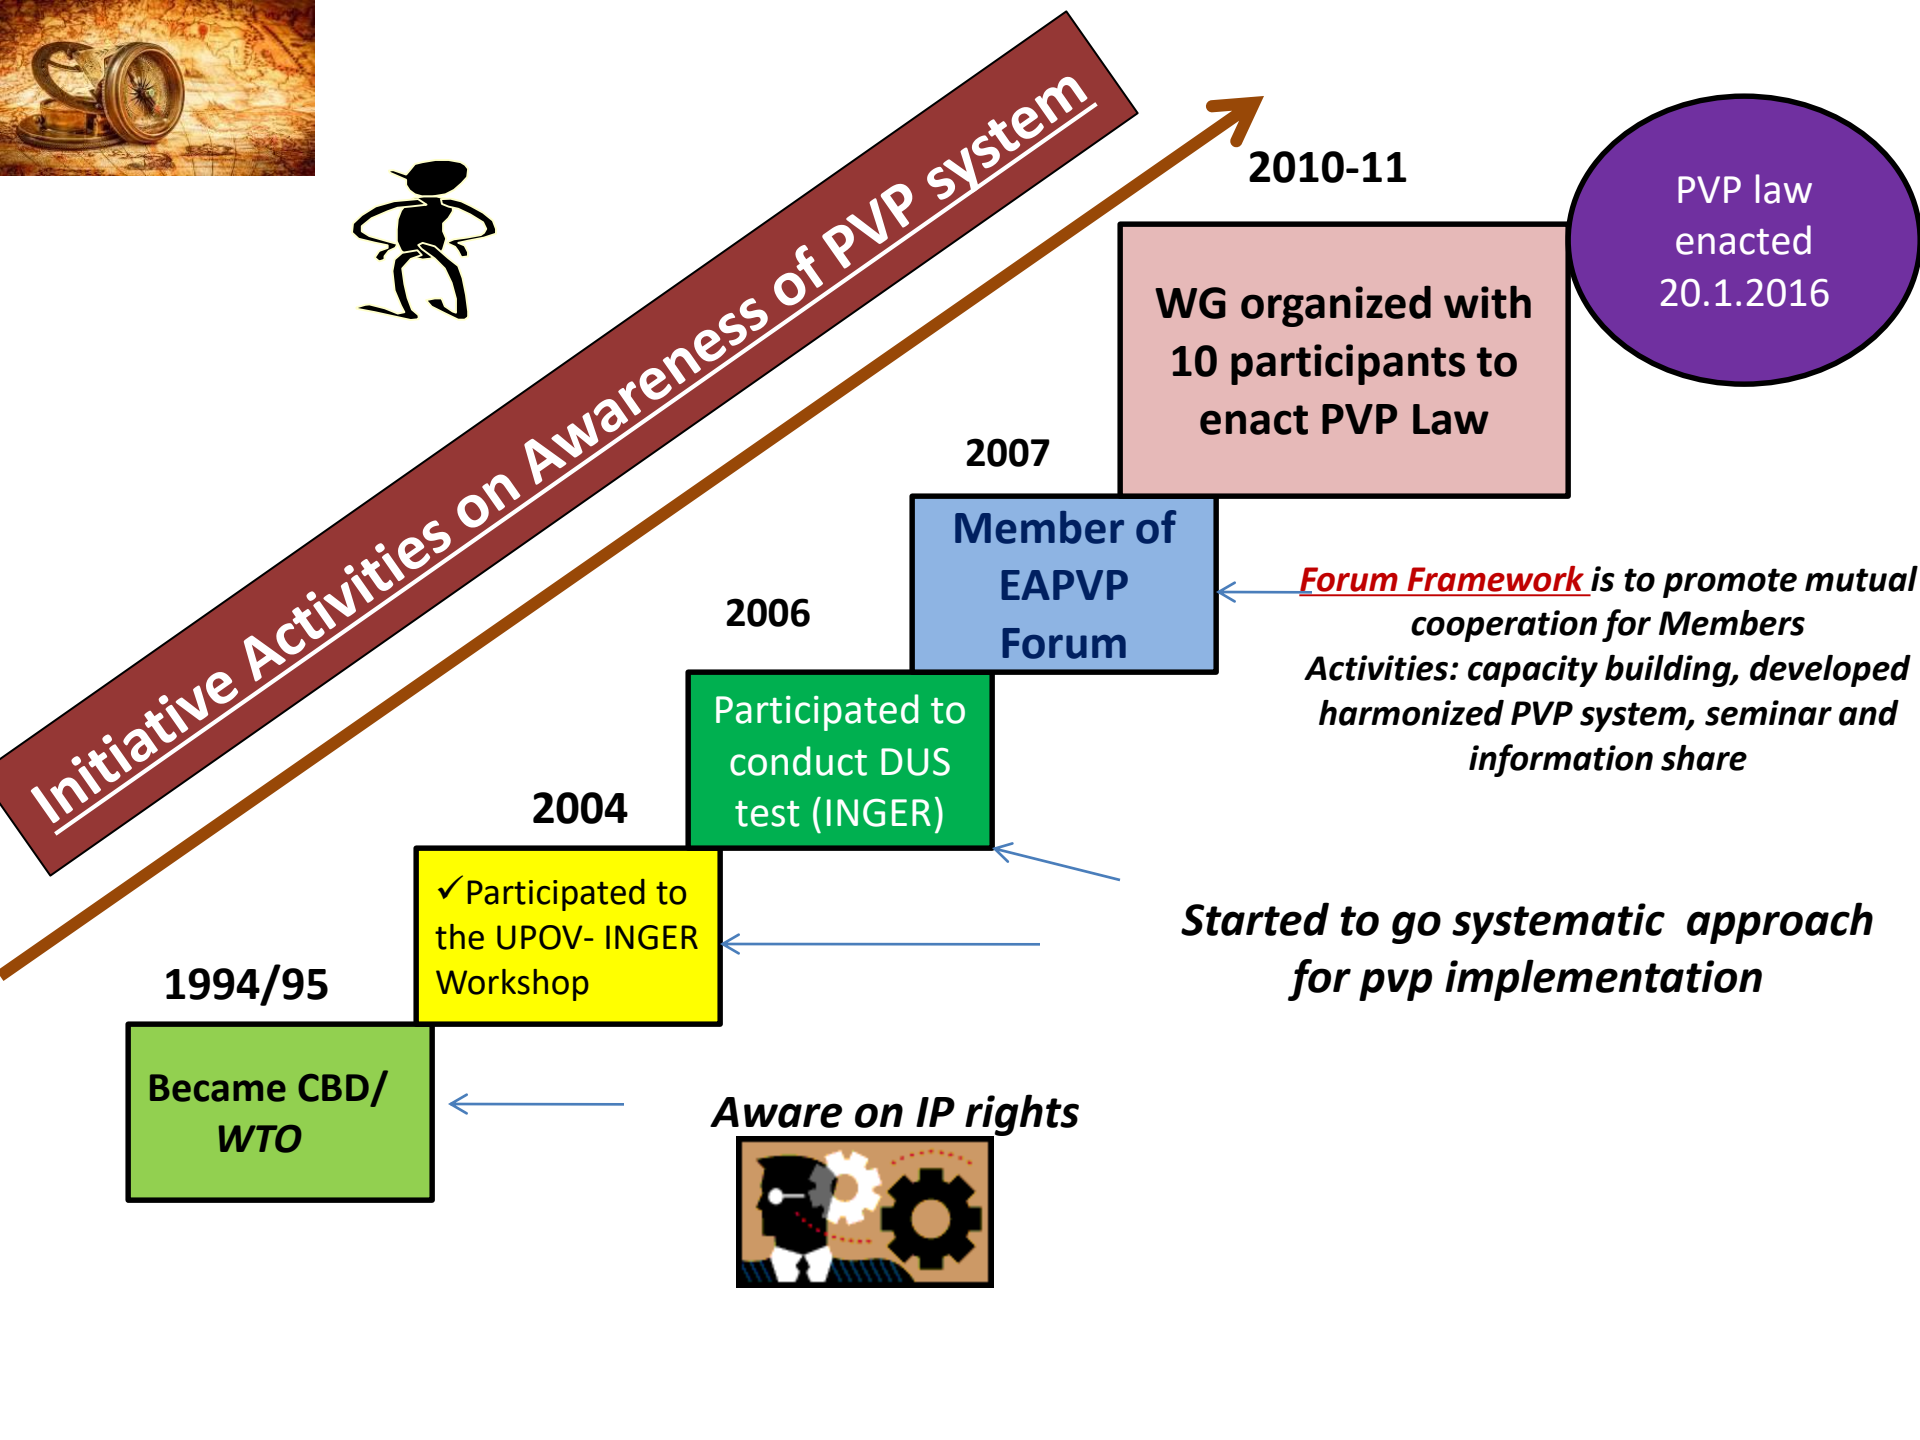 Initiative Activities on Awareness of PVP system
2010-11
PVP law
enacted
20.1.2016
WG organized with
10 participants to
enact PVP Law
2007
Member of
EAPVP
Forum
Forum Framework is to promote mutual
cooperation for Members
Activities: capacity building, developed
harmonized PVP system, seminar and
information share
2006
Participated to
conduct DUS
test (INGER)
2004
✓Participated to
the UPOV- INGER
Workshop
Started to go systematic approach
for pvp implementation
1994/95
Became CBD/
WTO
Aware on IP rights